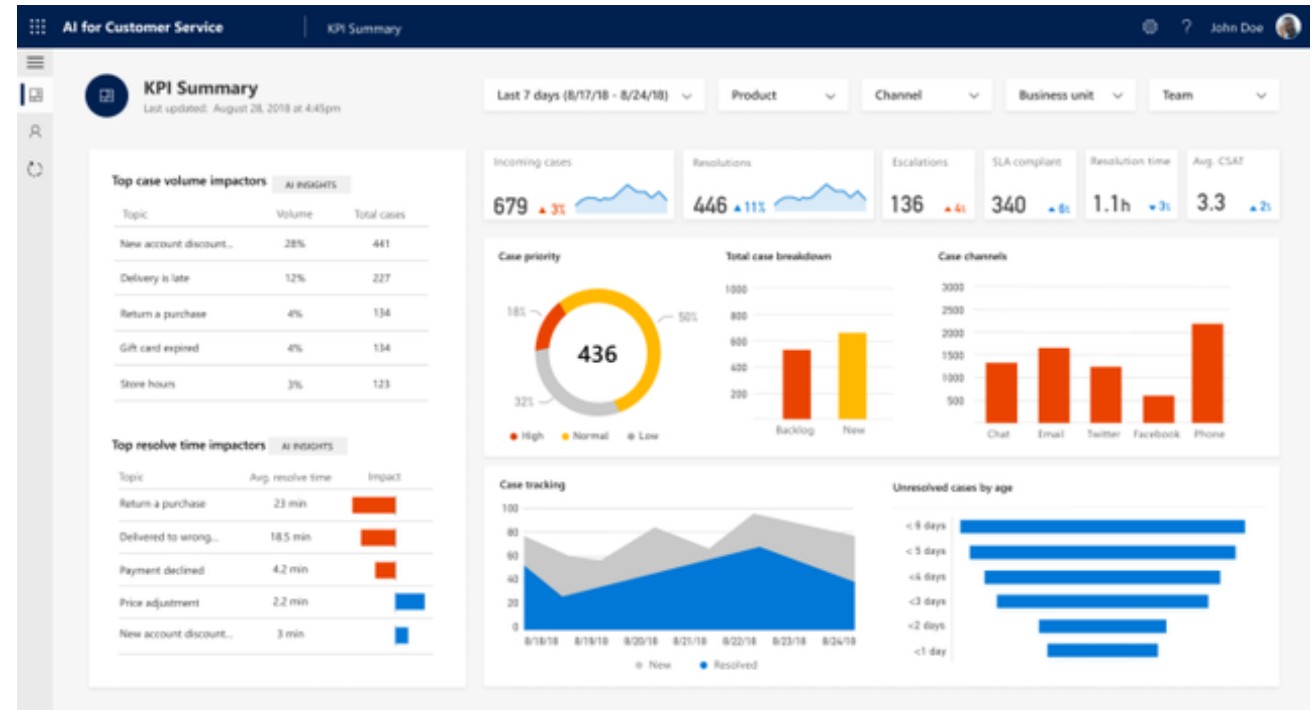 AI for Customer Service
KPI Summary
?
John Doe
KPI Summary
Last updated: August 28, 2018 at 4:45pm
Last 7 days (8/17/18 - 8/24/18)
Product
Channel
Business unit
Team
Top case volume impactors
AI INSIGHTS
Topic Volume Total cases
New account discount... 28% 441
Delivery is late 12% 227
Return a purchase 4% 134
Gift card expired 4% 134
Store hours 3% 123
Top resolve time impactors
AI INSIGHTS
Topic Avg. resolve time Impact
Return a purchase 23 min
Delivered to wrong... 18.5 min
Payment declined 4.2 min
Price adjustment 2.2 min
New account discount... 3 min
Incoming cases
679 3%
Resolutions
446 11%
Escalations
136 4%
SLA compliant
340 6%
Resolution time
1.1h 3%
Avg. CSAT
3.3 2%
Case priority
18%
50%
436
32%
High Normal Low
Total case breakdown
1000
800
600
400
200
Backlog New
Case channels
3000
2500
2000
1500
1000
500
Chat Email Twitter Facebook Phone
Case tracking
100
80
60
40
20
0
8/18/18 8/19/18 8/20/18 8/21/18 8/22/18 8/23/18 8/24/18
New Resolved
Unresolved cases by age
< 5 days
<4 days
<3 days
<2 days
<1 day